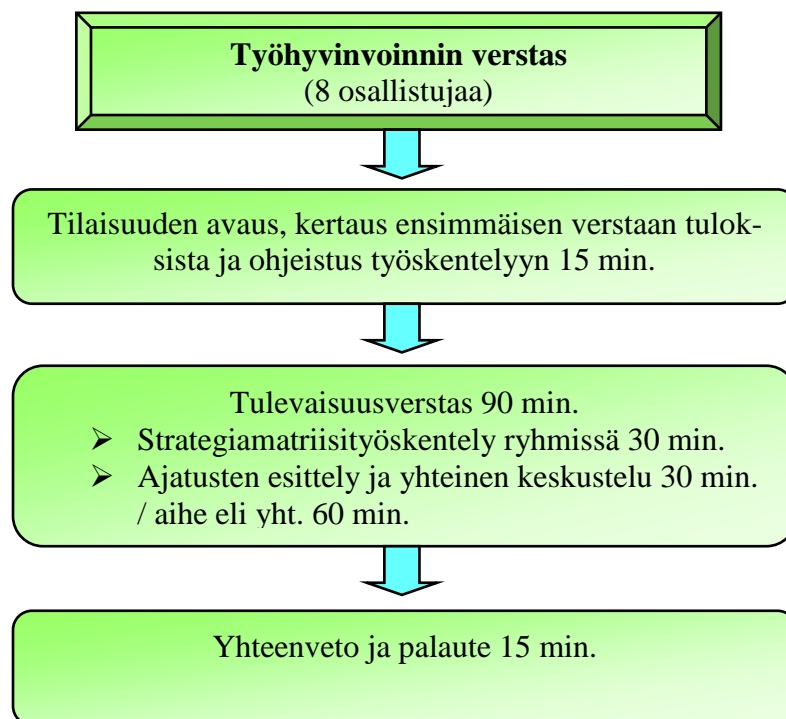 Työhyvinvoinnin verstas
(8 osallistujaa)
Tilaisuuden avaus, kertaus ensimmäisen verstaan tulok-
sista ja ohjeistus työskentelyyn 15 min.
Tulevaisuusverstas 90 min.
➢ Strategiamatriisityöskentely ryhmissä 30 min.
➢ Ajatusten esittely ja yhteinen keskustelu 30 min.
/ aihe eli yht. 60 min.
Yhteenveto ja palaute 15 min.